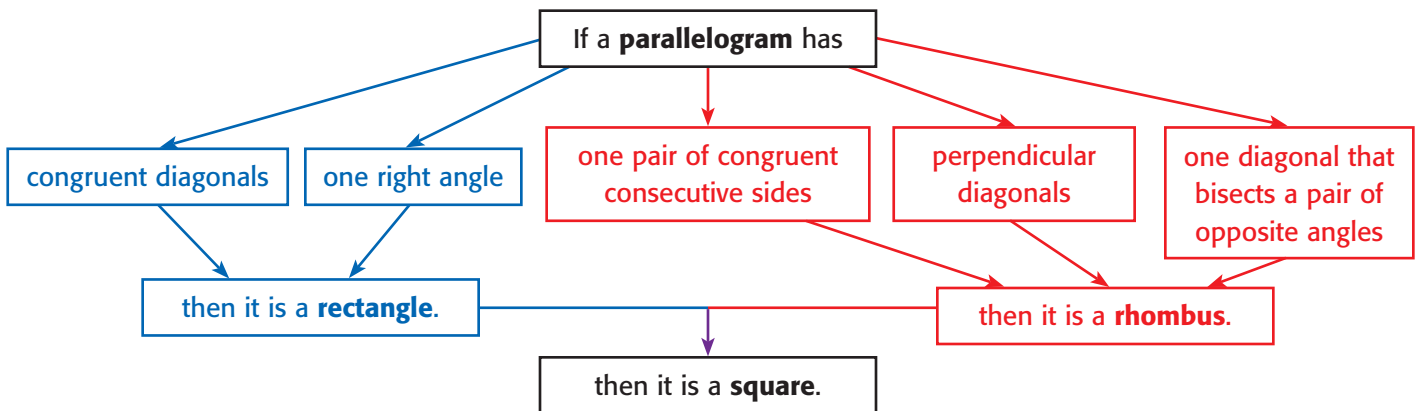 If a parallelogram has
congruent diagonals
one right angle
one pair of congruent
consecutive sides
perpendicular
diagonals
one diagonal that
bisects a pair of
opposite angles
then it is a rectangle.
then it is a rhombus.
then it is a square.